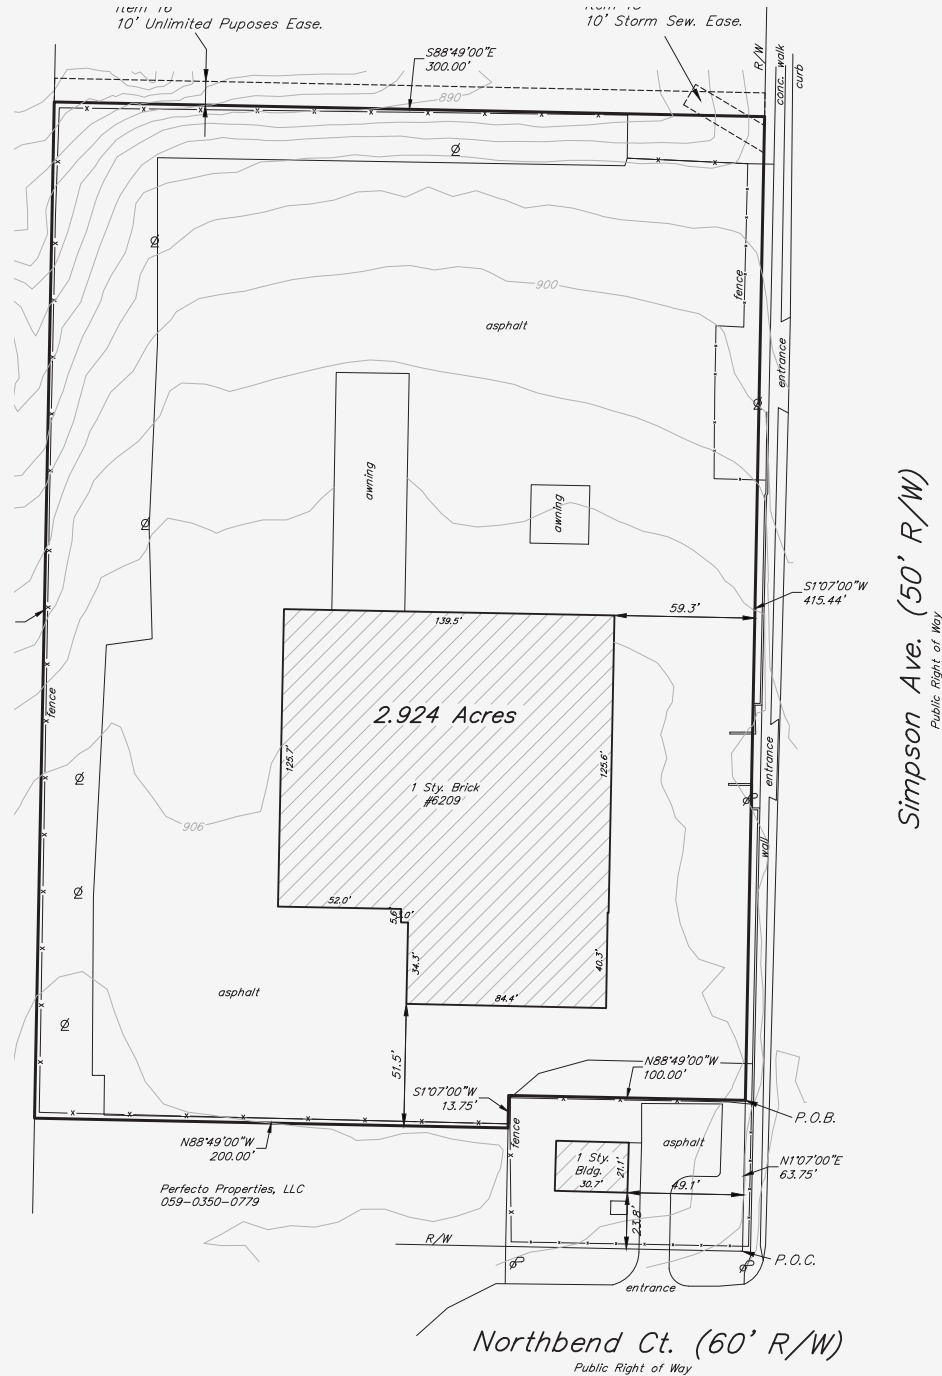 Item 16
10' Unlimited Puposes Ease.
Item 15
10' Storm Sew. Ease.
S88°49'00"E
300.00'
R/W
conc. walk
curb
890
900
asphalt
fence
entrance
awning
awning
S1°07'00"W
415.44'
59.3'
139.5'
Simpson Ave. (50' R/W)
Public Right of Way
fence
2.924 Acres
125.7'
125.6'
1 Sty. Brick
#6209
entrance
906
wall
52.0'
5.6'
3.0'
34.3'
40.3'
84.4'
asphalt
51.5'
N88°49'00"W
100.00'
S1°07'00"W
13.75'
P.O.B.
fence
N88°49'00"W
200.00'
asphalt
1 Sty.
Bldg.
30.7'
21.1'
49.1'
N1°07'00"E
63.75'
Perfecto Properties, LLC
059-0350-0779
23.8'
R/W
P.O.C.
entrance
Northbend Ct. (60' R/W)
Public Right of Way